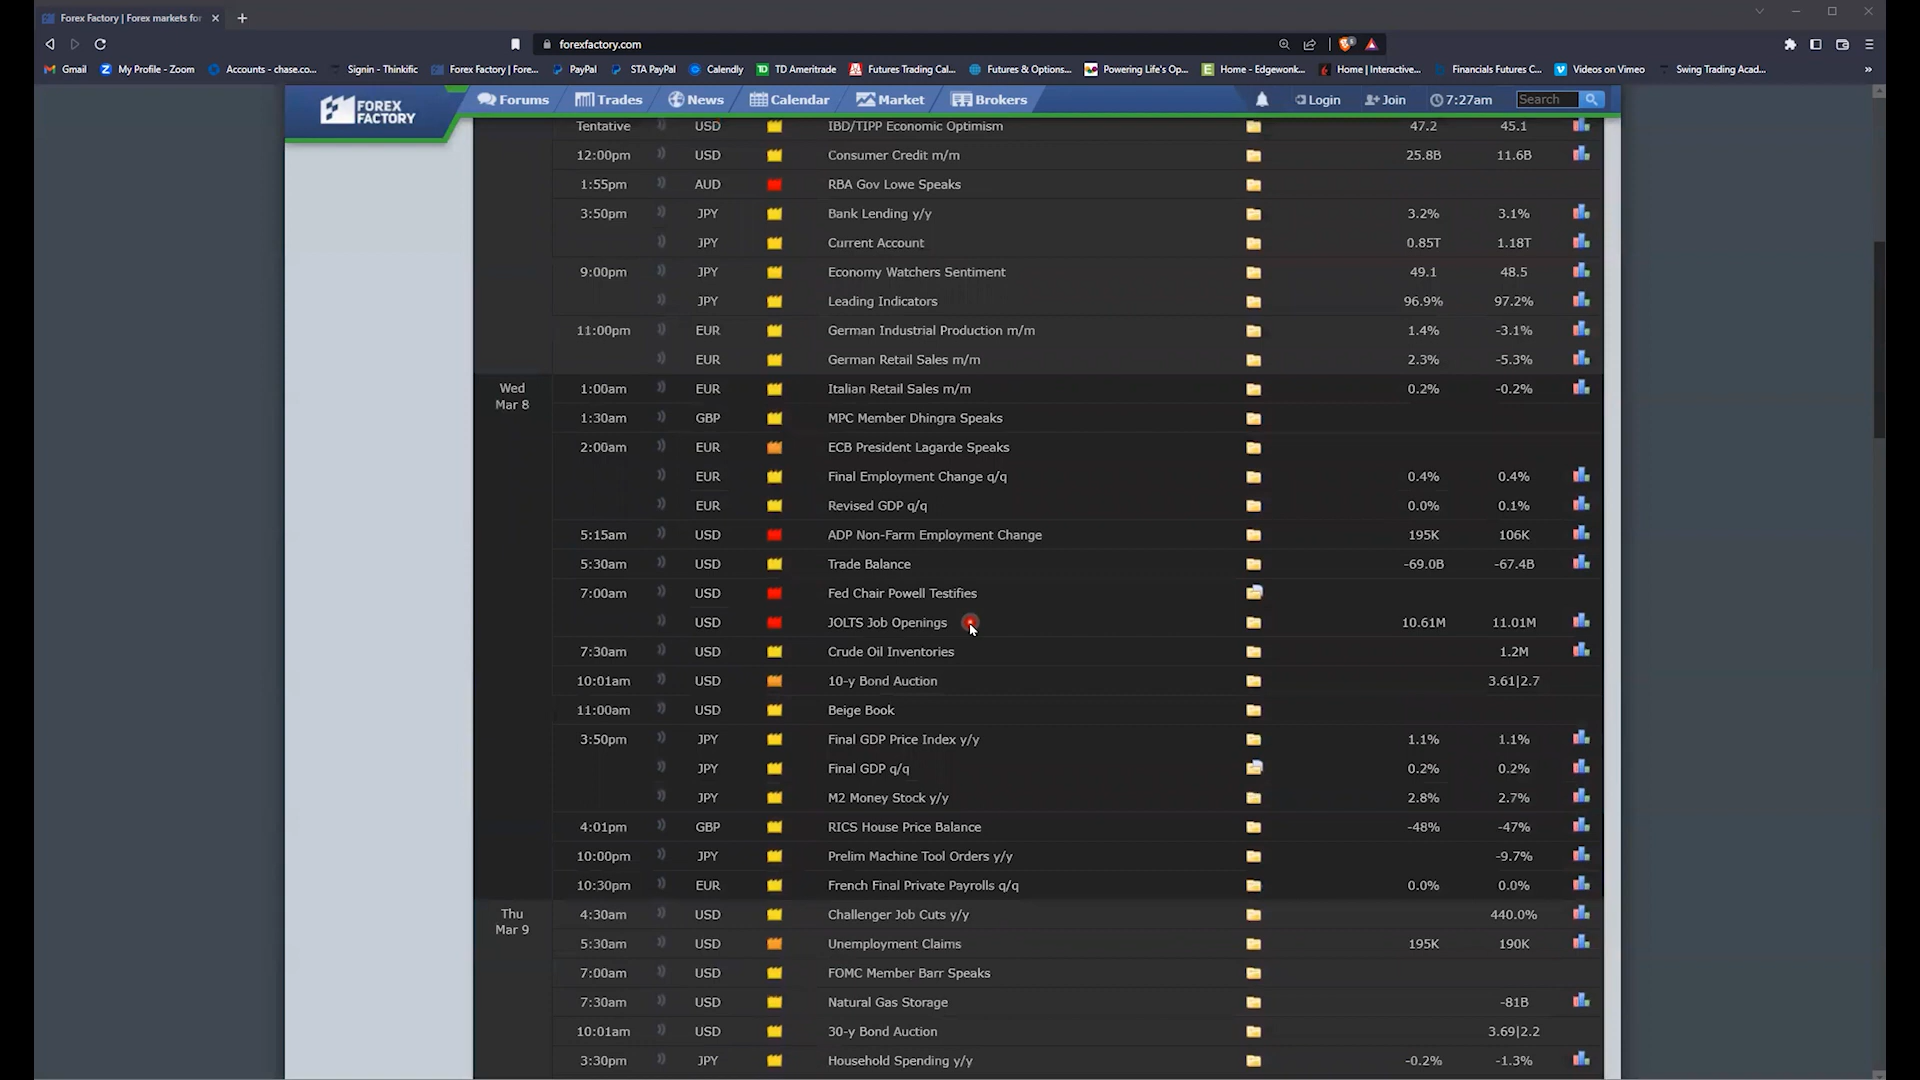 Forex Factory | Forex markets for
forexfactory.com
Gmail My Profile - Zoom Accounts - chase.co... Signin - Thinkific Forex Factory | Fore... PayPal STA PayPal Calendly TD Ameritrade Futures Trading Cal... Futures & Options... Powering Life's Op... Home - Edgewonk... Home | Interactive... Financials Futures C... Videos on Vimeo Swing Trading Acad... »
FOREX FACTORY Forums Trades News Calendar Market Brokers Login Join 7:27am Search
Tentative USD IBD/TIPP Economic Optimism 47.2 45.1
12:00pm USD Consumer Credit m/m 25.8B 11.6B
1:55pm AUD RBA Gov Lowe Speaks
3:50pm JPY Bank Lending y/y 3.2% 3.1%
JPY Current Account 0.85T 1.18T
9:00pm JPY Economy Watchers Sentiment 49.1 48.5
JPY Leading Indicators 96.9% 97.2%
11:00pm EUR German Industrial Production m/m 1.4% -3.1%
EUR German Retail Sales m/m 2.3% -5.3%
Wed Mar 8 1:00am EUR Italian Retail Sales m/m 0.2% -0.2%
1:30am GBP MPC Member Dhingra Speaks
2:00am EUR ECB President Lagarde Speaks
EUR Final Employment Change q/q 0.4% 0.4%
EUR Revised GDP q/q 0.0% 0.1%
5:15am USD ADP Non-Farm Employment Change 195K 106K
5:30am USD Trade Balance -69.0B -67.4B
7:00am USD Fed Chair Powell Testifies
USD JOLTS Job Openings 10.61M 11.01M
7:30am USD Crude Oil Inventories 1.2M
10:01am USD 10-y Bond Auction 3.61|2.7
11:00am USD Beige Book
3:50pm JPY Final GDP Price Index y/y 1.1% 1.1%
JPY Final GDP q/q 0.2% 0.2%
JPY M2 Money Stock y/y 2.8% 2.7%
4:01pm GBP RICS House Price Balance -48% -47%
10:00pm JPY Prelim Machine Tool Orders y/y -9.7%
10:30pm EUR French Final Private Payrolls q/q 0.0% 0.0%
Thu Mar 9 4:30am USD Challenger Job Cuts y/y 440.0%
5:30am USD Unemployment Claims 195K 190K
7:00am USD FOMC Member Barr Speaks
7:30am USD Natural Gas Storage -81B
10:01am USD 30-y Bond Auction 3.69|2.2
3:30pm JPY Household Spending y/y -0.2% -1.3%